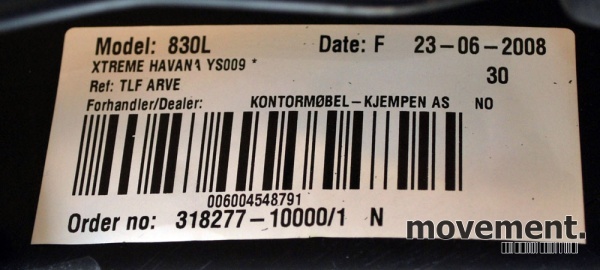 Model: 830L Date: F 23-06-2008
XTREME HAVANA YS009 * 30
Ref: TLF ARVE
Forhandler/Dealer: KONTORMØBEL-KJEMPEN AS NO
006004548791
Order no: 318277-10000/1 N
movement.